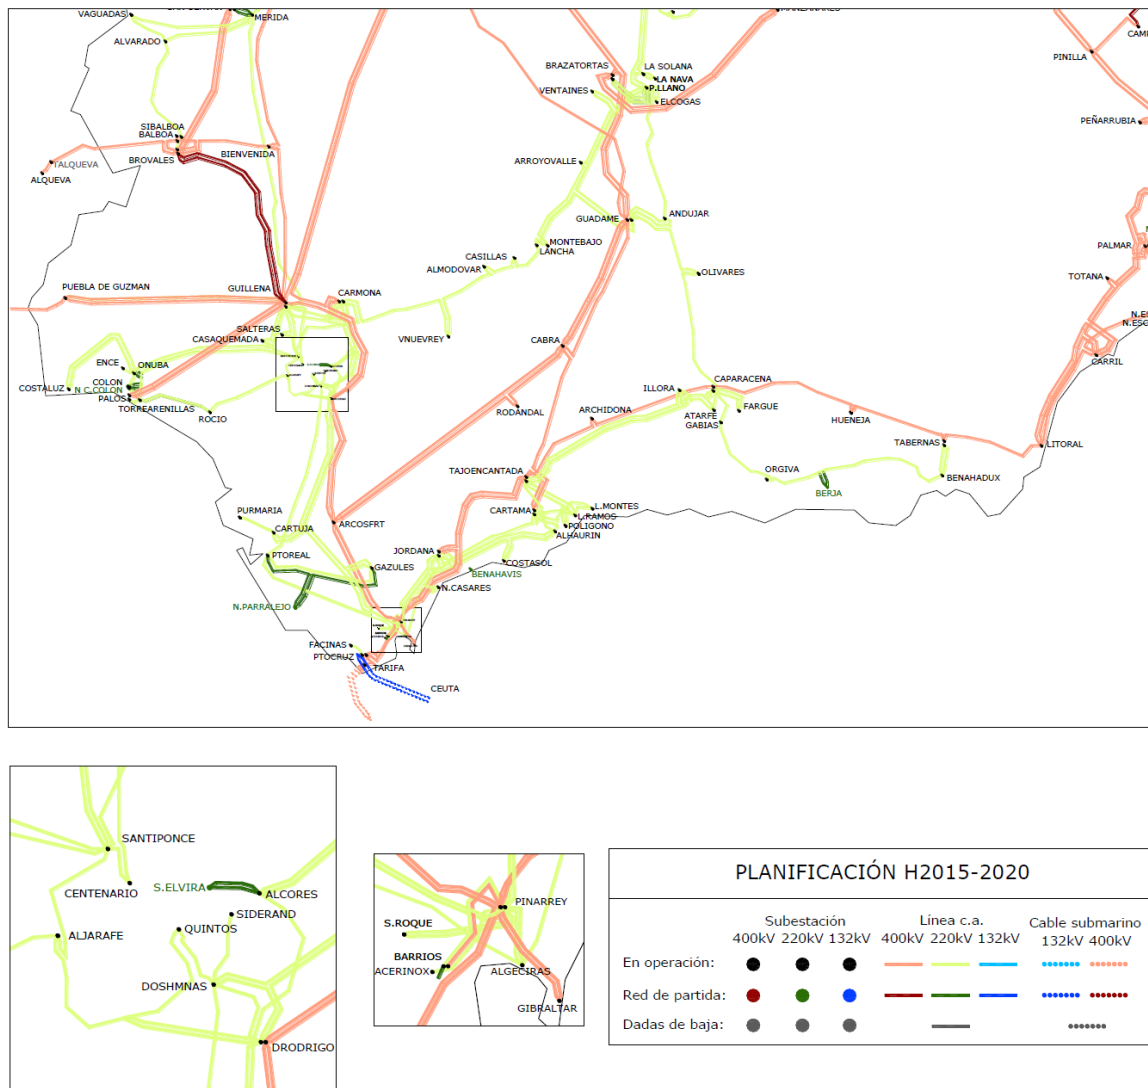 VAGUADAS
MERIDA
ALVARADO
PINILLA
BRAZATORTAS
LA SOLANA
LA NAVA
P.LLANO
VENTAINES
ELCOGAS
PEÑARRUBIA
SIBALBOA
BALBOA
BROVALES
BIENVENIDA
TALQUEVA
ALQUEVA
ARROYOVALLE
GUADAME
ANDUJAR
MONTEBAJO
LANCHA
CASILLAS
ALMODOVAR
PALMAR
OLIVARES
TOTANA
PUEBLA DE GUZMAN
GUILLENA
CARMONA
SALTERAS
CASAQUEMADA
VNUEVREY
CABRA
CARRIL
ENCE
ONUBA
COSTALUZ
COLON
N.C.COLON
PALOS
TORREARENILLAS
ROCIO
ILLORA
CAPARACENA
RODANDAL
ARCHIDONA
ATARFE
FARGUE
GABIAS
HUENEJA
TABERNAS
LITORAL
TAJOENCANTADA
ORGIVA
BENAHADUX
BERJA
PURMARIA
ARCOSFRT
CARTAMA
L.MONTES
L.RAMOS
POLIGONO
ALHAURIN
CARTUJA
PTOREAL
GAZULES
JORDANA
COSTASOL
BENAHAVIS
N.CASARES
N.PARRALEJO
FACINAS
PTOCRUZ
TARIFA
CEUTA
SANTIPONCE
CENTENARIO
S.ELVIRA
ALCORES
SIDERAND
ALJARAFE
QUINTOS
DOSHMNAS
DRODRIGO
PINARREY
S.ROQUE
BARRIOS
ACERINOX
ALGECIRAS
GIBRALTAR
PLANIFICACIÓN H2015-2020
Subestación Línea c.a. Cable submarino
400kV 220kV 132kV 400kV 220kV 132kV 132kV 400kV
En operación:
Red de partida:
Dadas de baja: